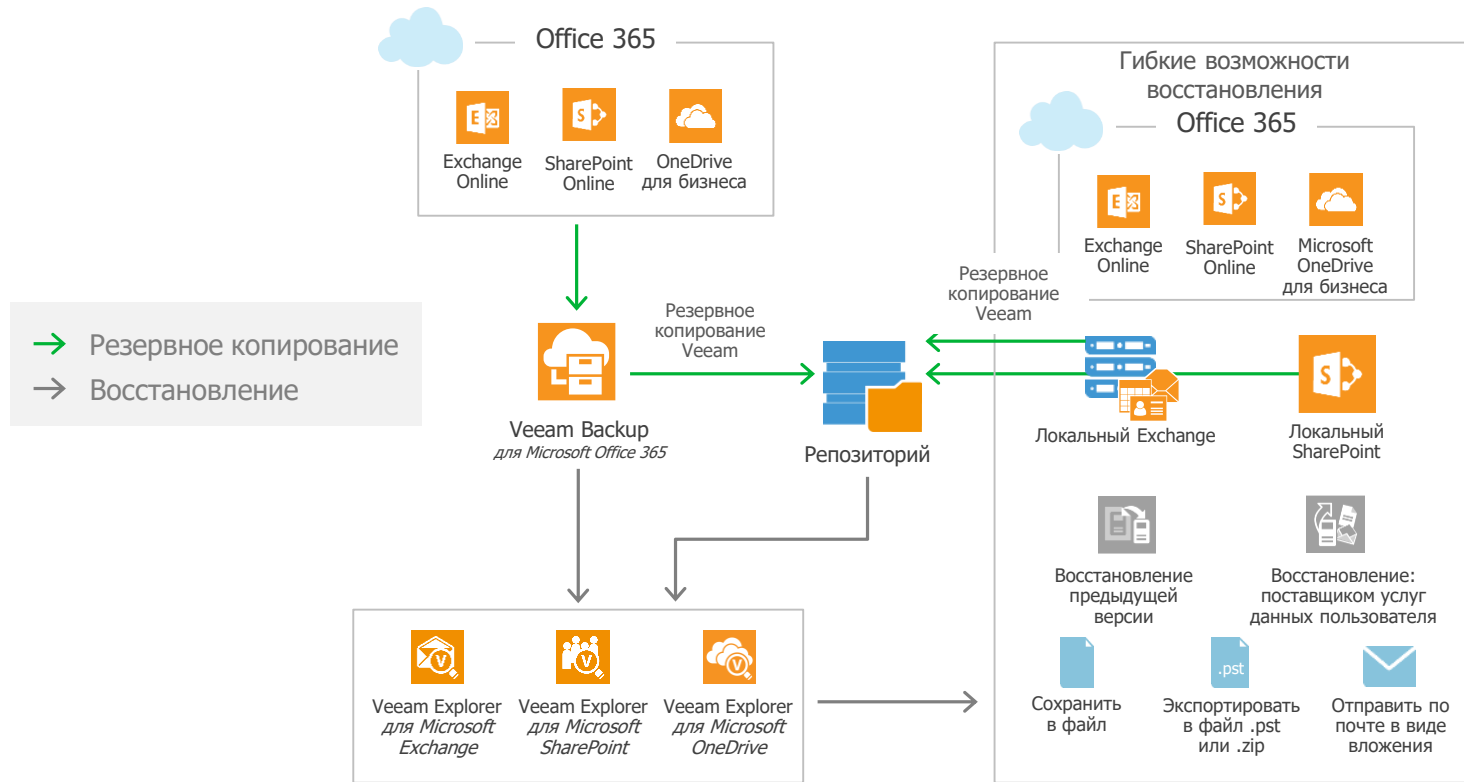 Office 365
E
S
Exchange
Online
SharePoint
Online
OneDrive
для бизнеса
Резервное копирование
Восстановление
Veeam Backup
для Microsoft Office 365
Резервное
копирование
Veeam
Репозиторий
V
V
V
Veeam Explorer
для Microsoft
Exchange
Veeam Explorer
для Microsoft
SharePoint
Veeam Explorer
для Microsoft
OneDrive
Гибкие возможности
восстановления
Office 365
E
S
Exchange
Online
SharePoint
Online
Microsoft
OneDrive
для бизнеса
Резервное
копирование
Veeam
S
Локальный Exchange
Локальный
SharePoint
Восстановление
предыдущей
версии
Восстановление:
поставщиком услуг
данных пользователя
.pst
Сохранить
в файл
Экспортировать
в файл .pst
или .zip
Отправить по
почте в виде
вложения